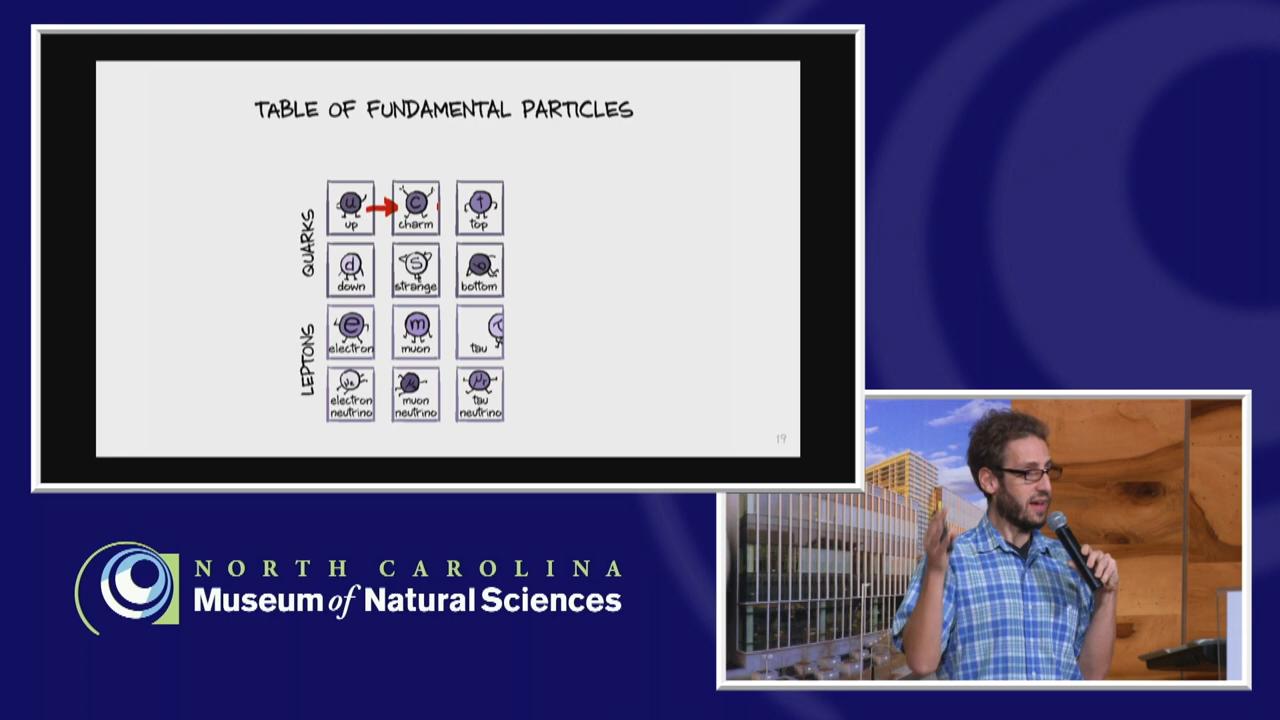 TABLE OF FUNDAMENTAL PARTICLES
QUARKS
u
c
t
up
charm
top
d
s
b
down
strange
bottom
LEPTONS
e
m
τ
electron
muon
tau
electron
neutrino
muon
neutrino
tau
neutrino
19
NORTH CAROLINA
Museum of Natural Sciences